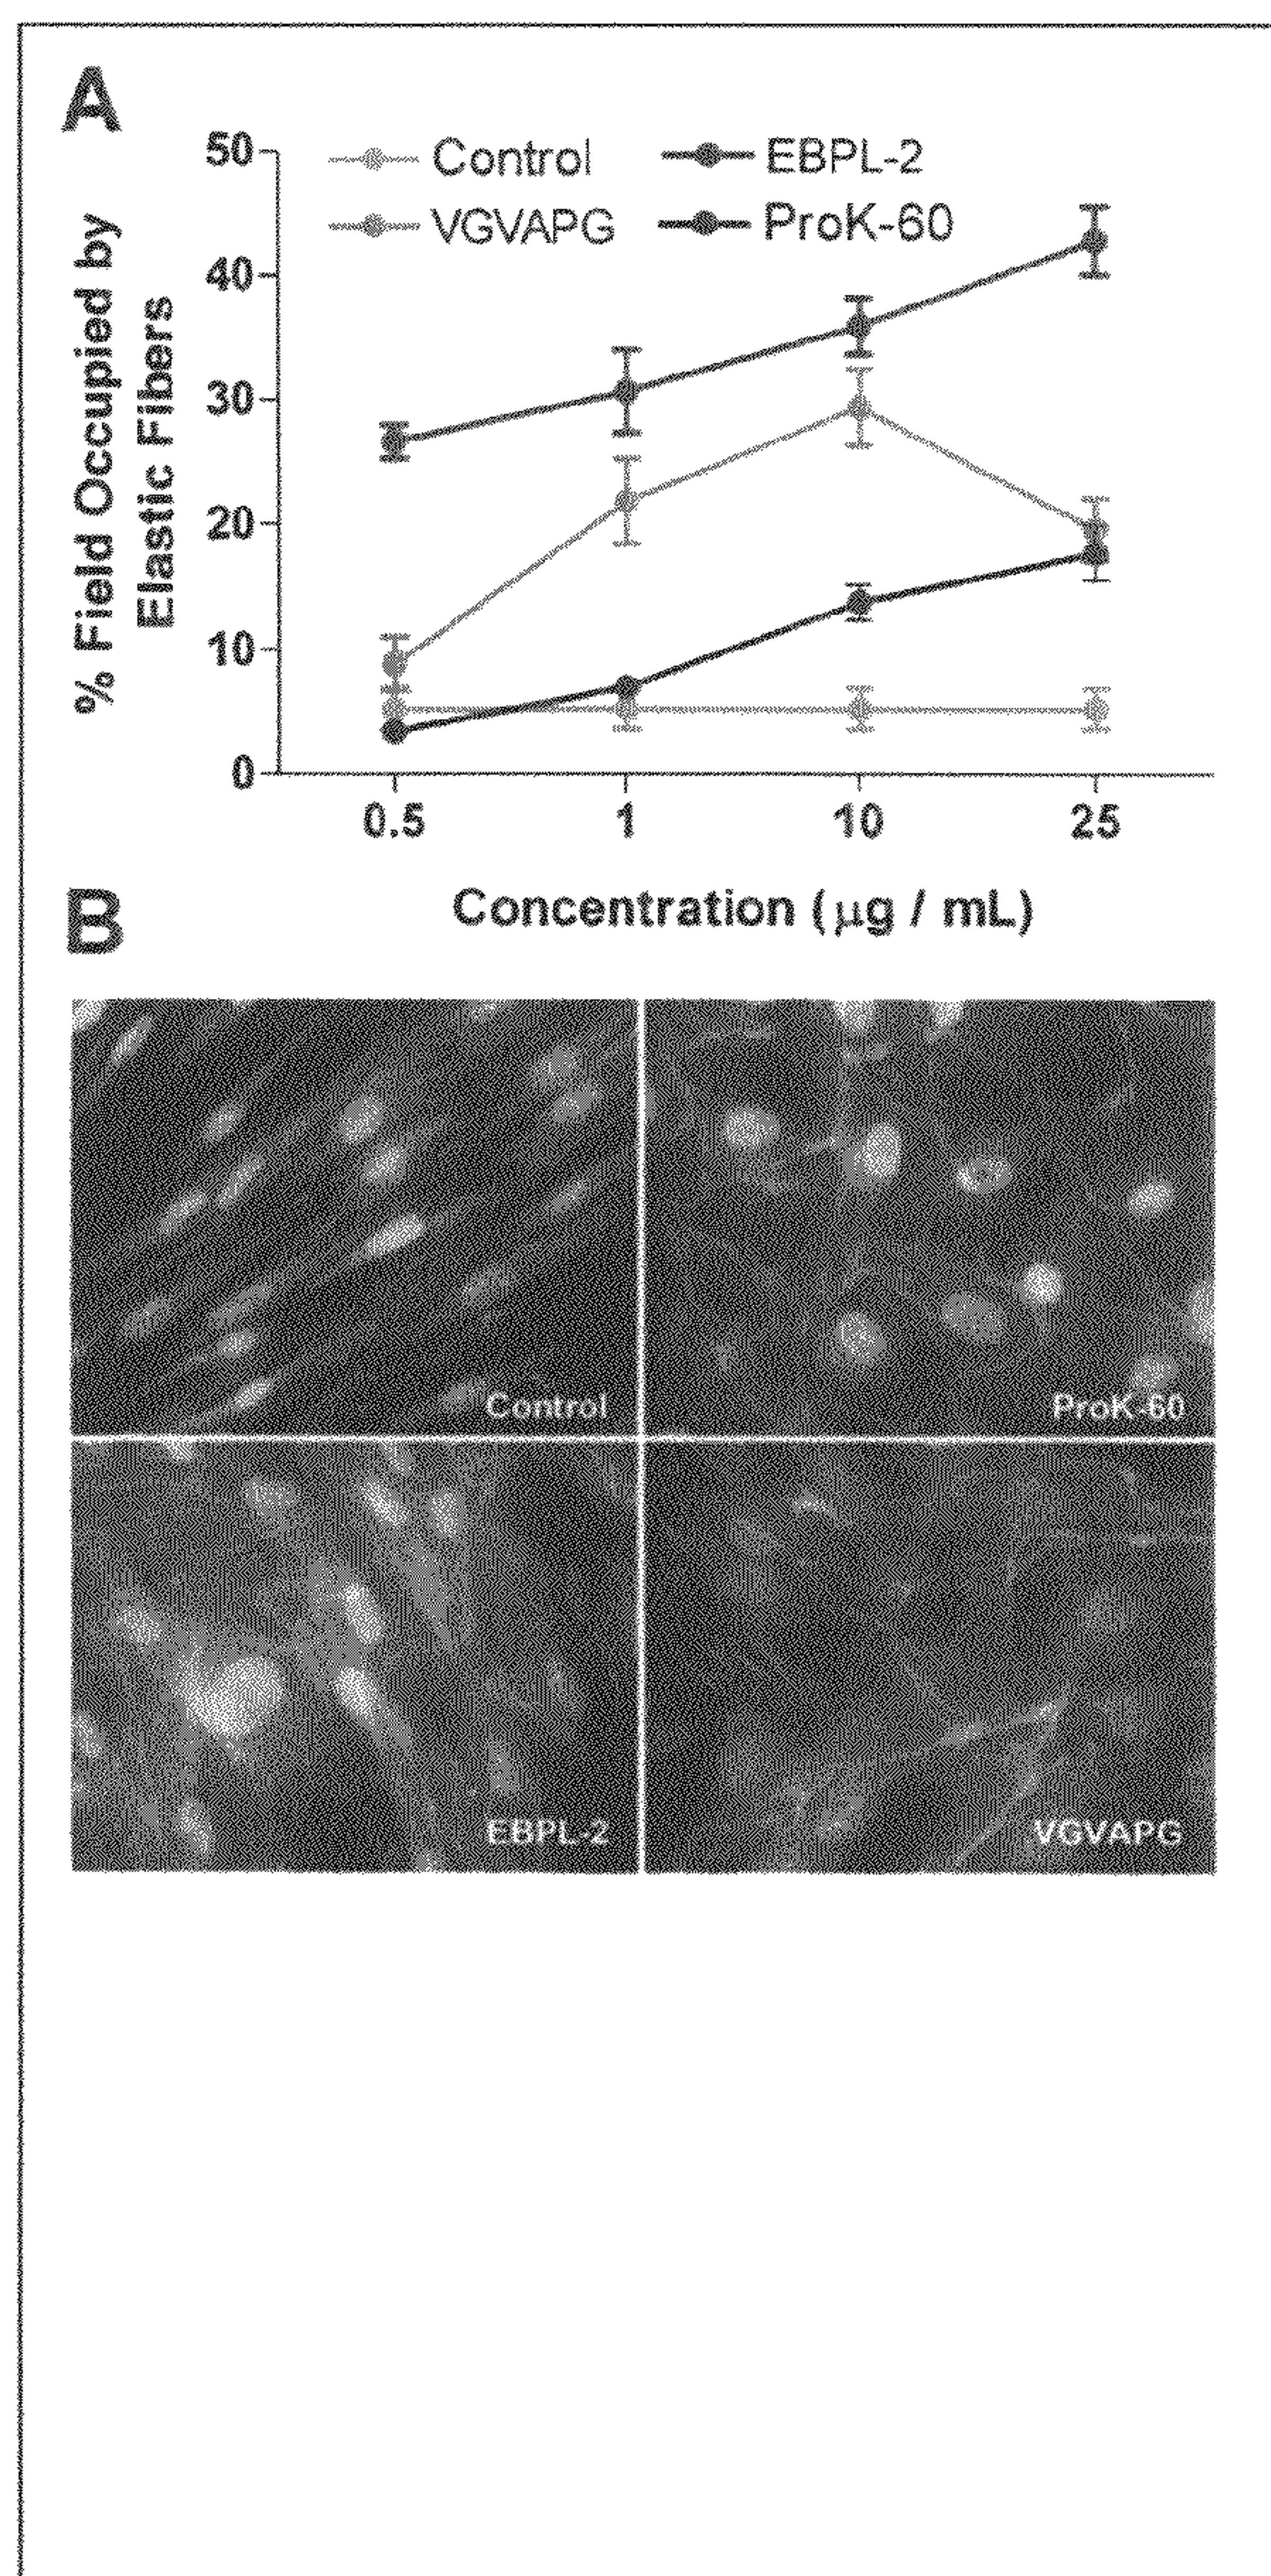 A
50
Control
EBPL-2
VGVAPG
ProK-60
40
30
20
10
0
% Field Occupied by
Elastic Fibers
0.5 1 10 25
Concentration (μg / mL)
B
Control
ProK-60
EBPL-2
VGVAPG